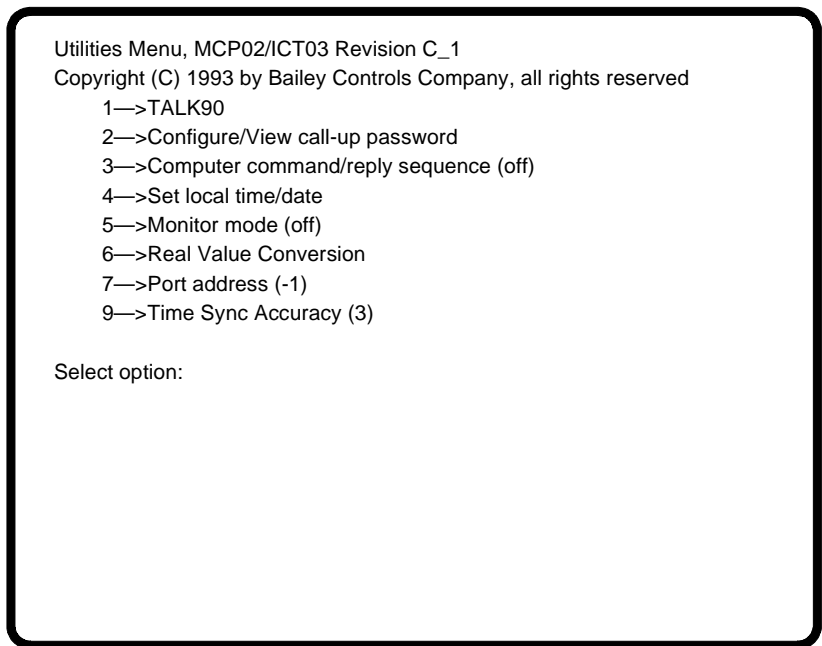 Utilities Menu, MCP02/ICT03 Revision C_1
Copyright (C) 1993 by Bailey Controls Company, all rights reserved
1—>TALK90
2—>Configure/View call-up password
3—>Computer command/reply sequence (off)
4—>Set local time/date
5—>Monitor mode (off)
6—>Real Value Conversion
7—>Port address (-1)
9—>Time Sync Accuracy (3)
Select option: